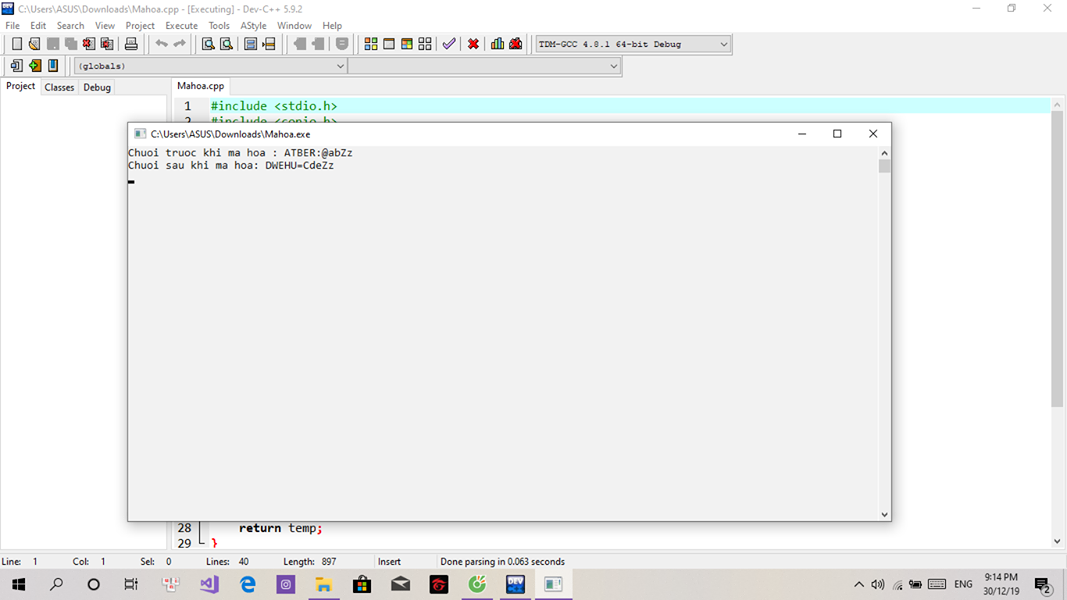 C:\Users\ASUS\Downloads\Mahoa.cpp - [Executing] - Dev-C++ 5.9.2
File Edit Search View Project Execute Tools AStyle Window Help
TDM-GCC 4.8.1 64-bit Debug
(globals)
Project Classes Debug
Mahoa.cpp
1 #include <stdio.h>
2 #include <conio.h>
C:\Users\ASUS\Downloads\Mahoa.exe
Chuoi truoc khi ma hoa : ATBER:@abZz
Chuoi sau khi ma hoa: DWEHU=CdeZz
28 return temp;
29 }
Line: 1 Col: 1 Sel: 0 Lines: 40 Length: 897 Insert Done parsing in 0.063 seconds
DEV
ENG
9:14 PM
30/12/19
2